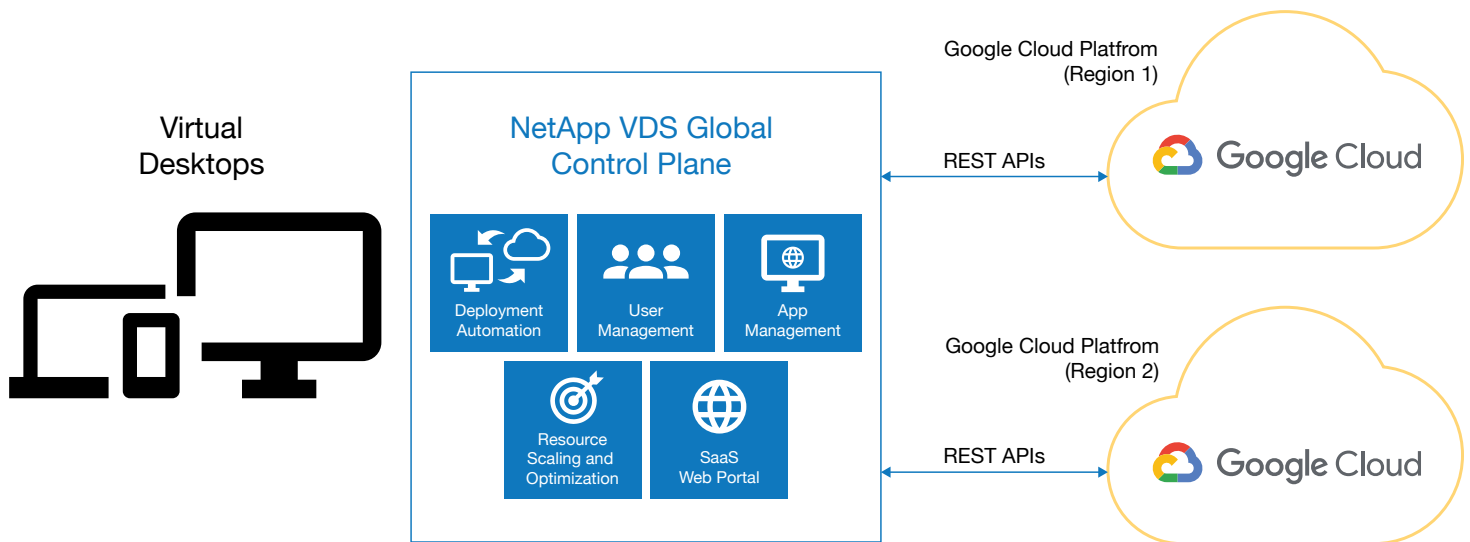 Virtual
Desktops
NetApp VDS Global
Control Plane
Deployment
Automation
User
Management
App
Management
Resource
Scaling and
Optimization
SaaS
Web Portal
Google Cloud Platfrom
(Region 1)
REST APIs
Google Cloud
Google Cloud Platfrom
(Region 2)
REST APIs
Google Cloud